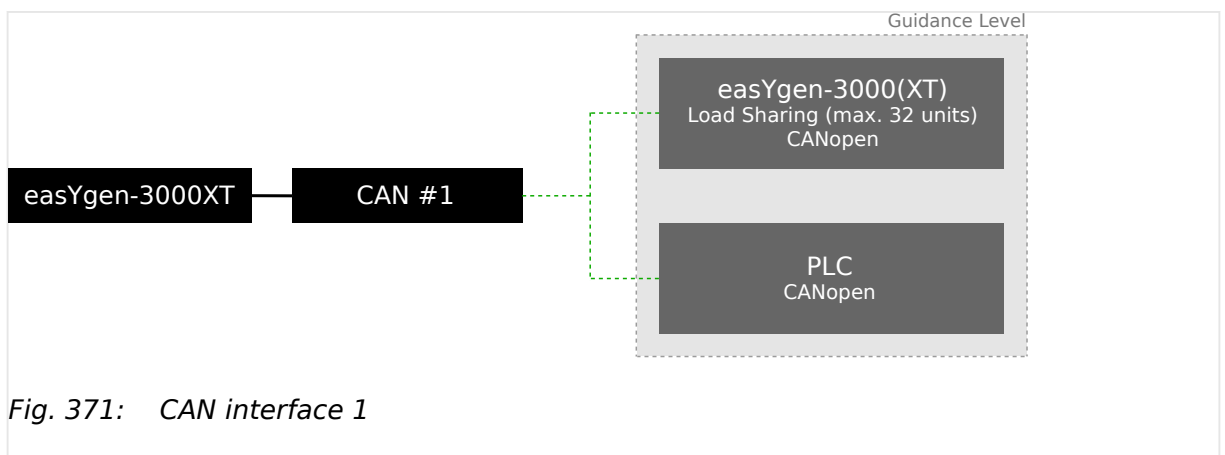 Guidance Level
easYgen-3000(XT)
Load Sharing (max. 32 units)
CANopen
easYgen-3000XT
CAN #1
PLC
CANopen
Fig. 371: CAN interface 1